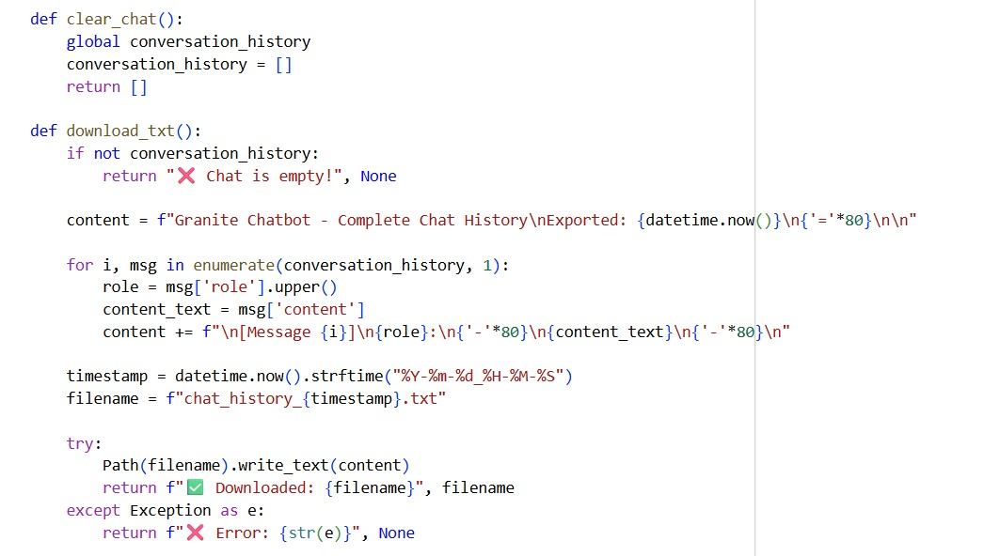 def clear_chat():
    global conversation_history
    conversation_history = []
    return []

def download_txt():
    if not conversation_history:
        return "❌ Chat is empty!", None

    content = f"Granite Chatbot - Complete Chat History\nExported: {datetime.now()}\n{'='*80}\n\n"

    for i, msg in enumerate(conversation_history, 1):
        role = msg['role'].upper()
        content_text = msg['content']
        content += f"\n[Message {i}]\n{role}:\n{'-'*80}\n{content_text}\n{'-'*80}\n"

    timestamp = datetime.now().strftime("%Y-%m-%d_%H-%M-%S")
    filename = f"chat_history_{timestamp}.txt"

    try:
        Path(filename).write_text(content)
        return f"✅ Downloaded: {filename}", filename
    except Exception as e:
        return f"❌ Error: {str(e)}", None